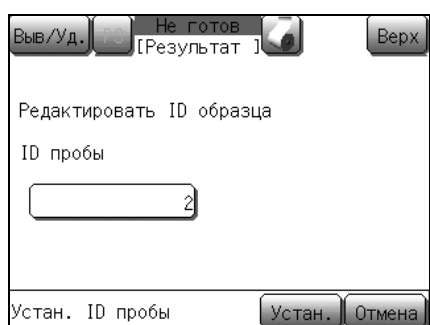 Выв/Уд.
Не готов
[Результат ]
Верх
Редактировать ID образца
ID пробы
2
Устан. ID пробы
Устан.
Отмена